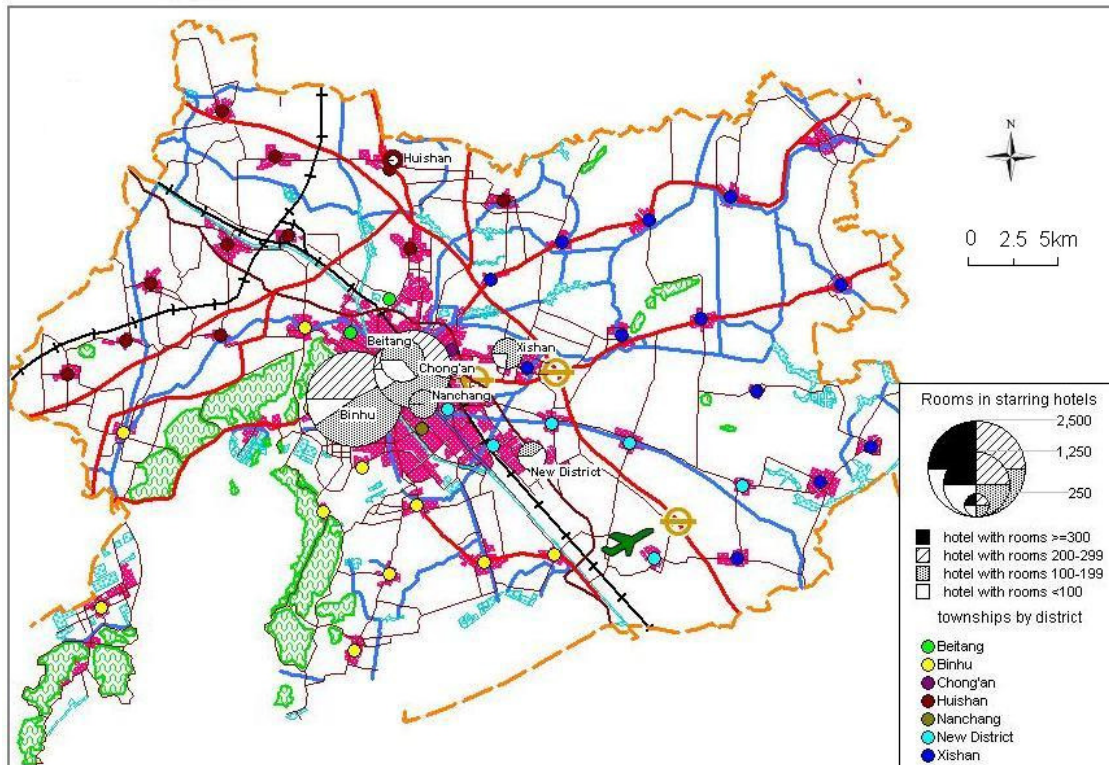 Huishan
N
0 2.5 5km
Beitang
Xishan
Chong'an
Nanchang
Binhu
New District
Rooms in starring hotels
2,500
1,250
250
hotel with rooms >=300
hotel with rooms 200-299
hotel with rooms 100-199
hotel with rooms <100
townships by district
Beitang
Binhu
Chong'an
Huishan
Nanchang
New District
Xishan